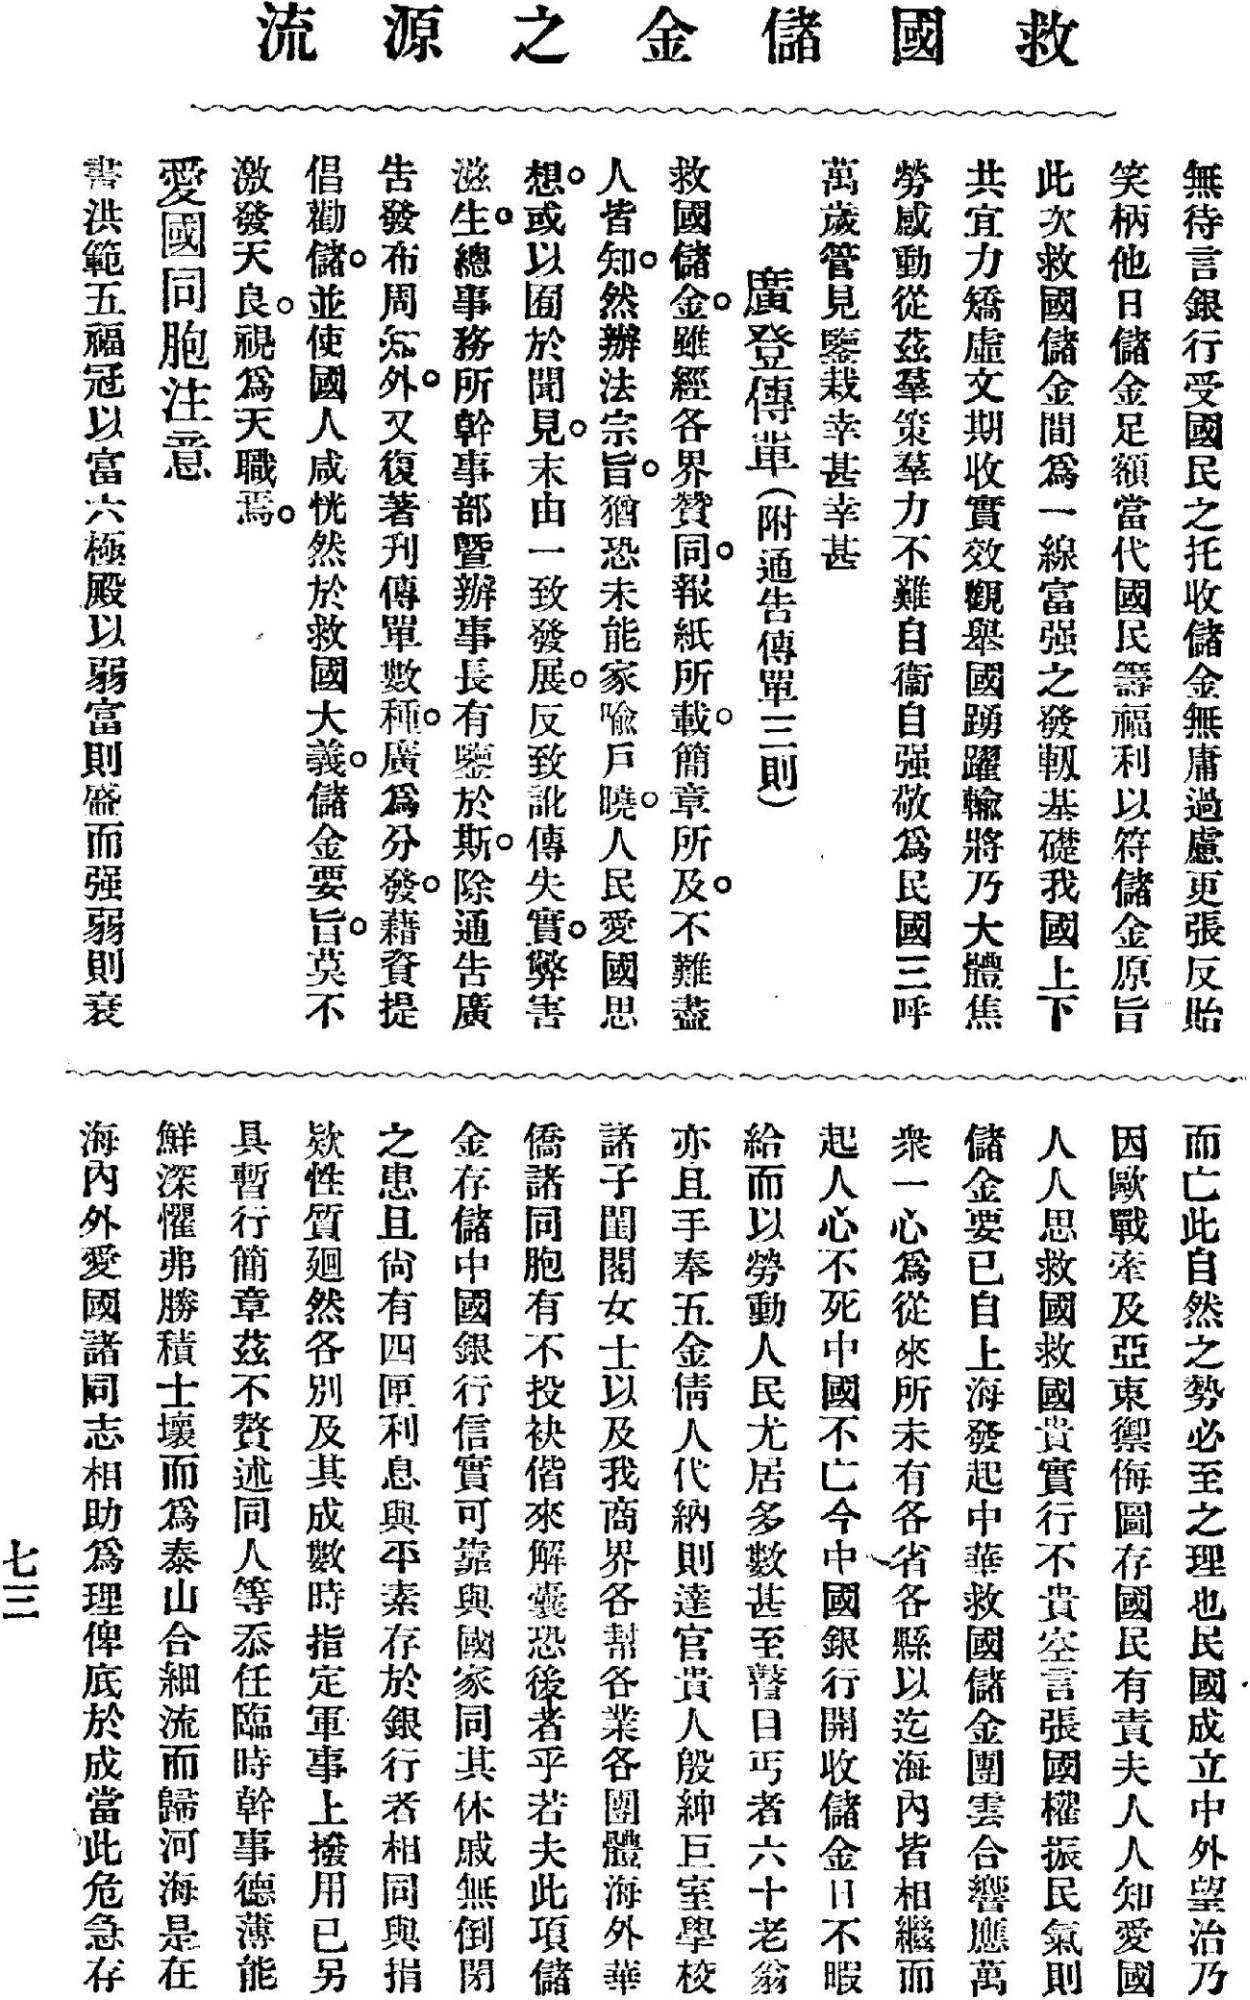 救國儲金之源流
無待言銀行受國民之托收儲金無庸過慮更張反貽
笑柄他日儲金足額當代國民籌福利以符儲金原旨
此次救國儲金間爲一線富强之發軔基礎我國上下
共宜力矯虛文期收實效觀舉國踴躍輸將乃大體焦
勞感動從茲羣策羣力不難自衞自强敬爲民國三呼
萬歲管見鑒栽幸甚幸甚
廣登傳單(附通告傳單三則)
救國儲金。雖經各界贊同。報紙所載。簡章所及。不難盡
人皆知。然辦法宗旨。猶恐未能家喩戶曉。人民愛國思
想。或以囿於聞見。末由一致發展。反致訛傳失實。弊害
滋生。總事務所幹事部曁辦事長有鑒於斯。除通告廣
告發布周知外。又復著刋傳單數種。廣爲分發。藉資提
倡勸儲。並使國人咸恍然於救國大義。儲金要旨。莫不
激發天良。視爲天職焉。
愛國同胞注意
書洪範五福冠以富六極殿以弱富則盛而强弱則衰
而亡此自然之勢必至之理也民國成立中外望治乃
因歐戰牽及亞東禦侮圖存國民有責夫人人知愛國
人人思救國救國貴實行不貴空言張國權振民氣則
儲金要已自上海發起中華救國儲金團雲合響應萬
衆一心爲從來所未有各省各縣以迄海內皆相繼而
起人心不死中國不亡今中國銀行開收儲金日不暇
給而以勞動人民尤居多數甚至瞽目丐者六十老翁
亦且手奉五金倩人代納則達官貴人殷紳巨室學校
諸子閨閣女士以及我商界各幫各業各團體海外華
僑諸同胞有不投袂偕來解囊恐後者乎若夫此項儲
金存儲中國銀行信實可靠與國家同其休戚無倒閉
之患且尙有四匣利息與平素存於銀行者相同與捐
欵性質廻然各別及其成數時指定軍事上撥用已另
具暫行簡章茲不贅述同人等忝任臨時幹事德薄能
鮮深懼弗勝積士壤而爲泰山合細流而歸河海是在
海內外愛國諸同志相助爲理俾底於成當此危急存
七三